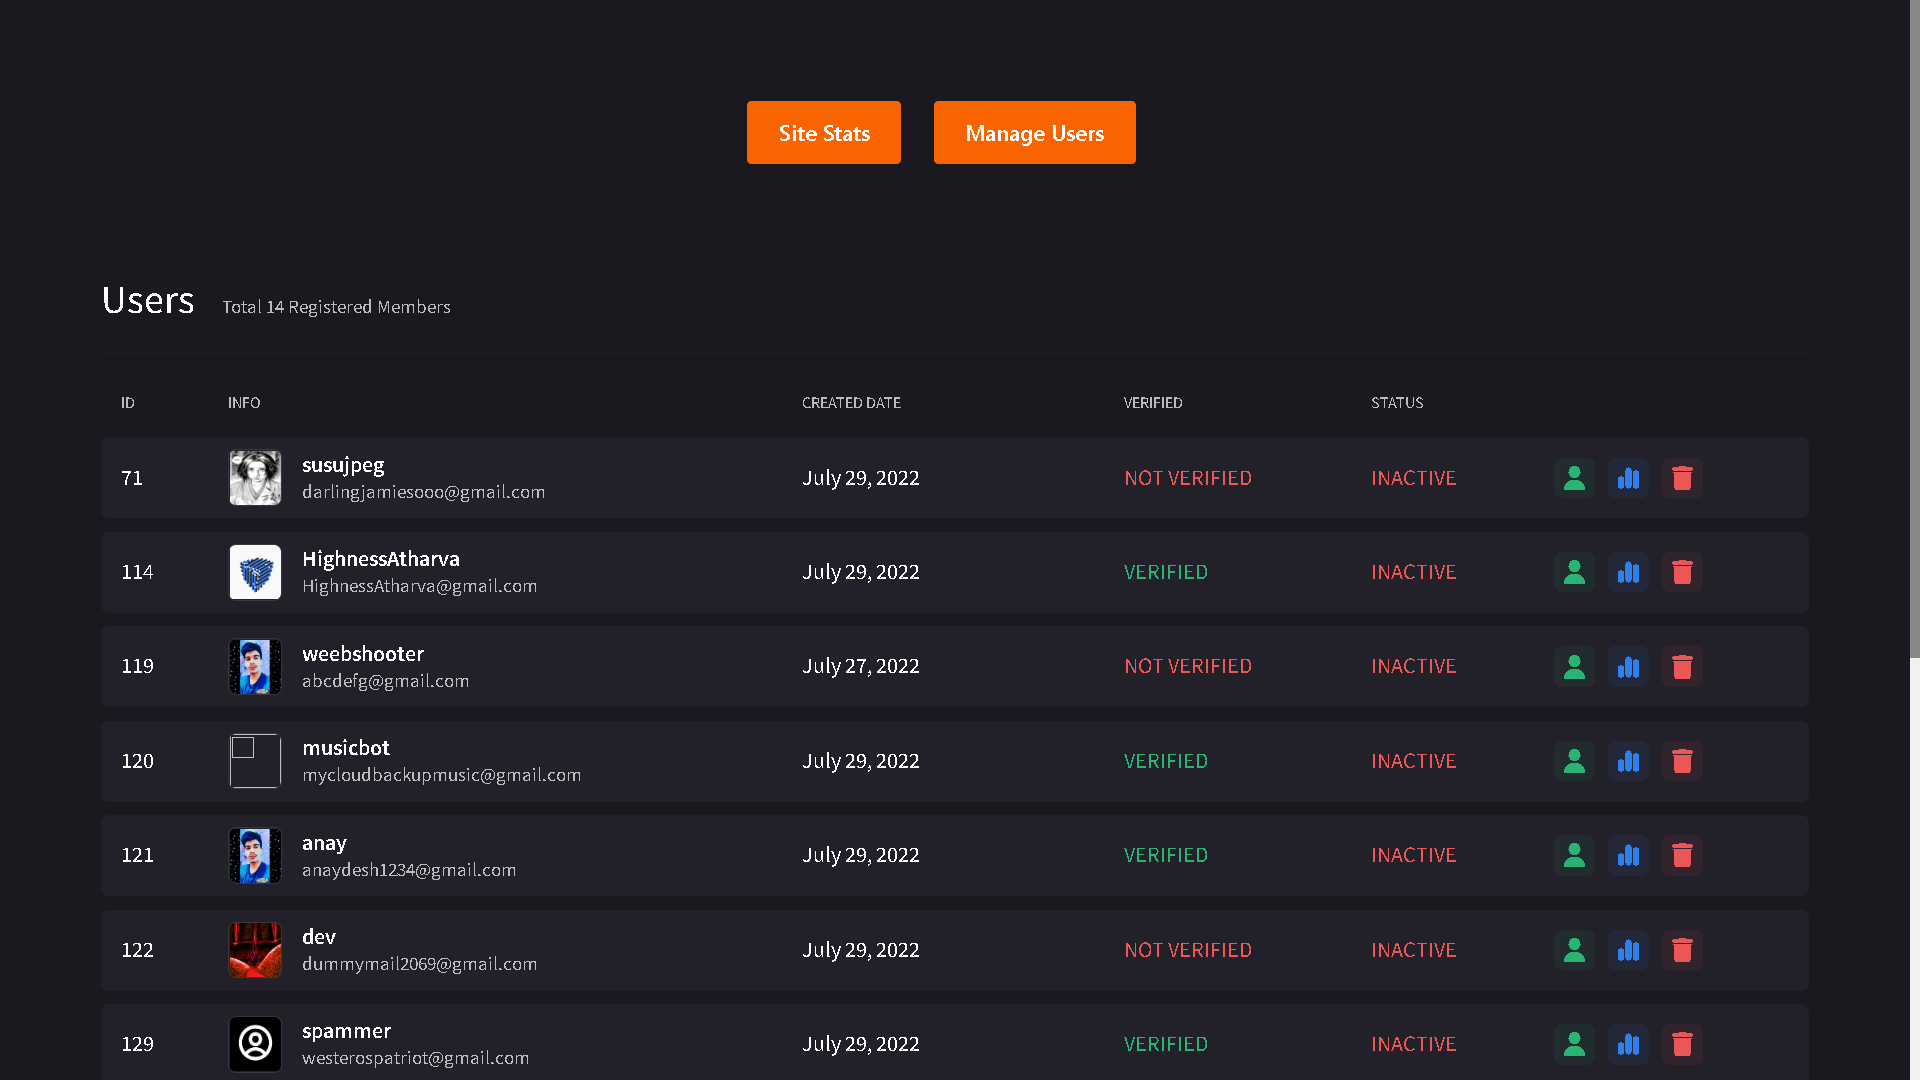 Site Stats Manage Users
Users Total 14 Registered Members
ID INFO CREATED DATE VERIFIED STATUS
71 susujpeg July 29, 2022 NOT VERIFIED INACTIVE
darlingjamiesooo@gmail.com
114 HighnessAtharva July 29, 2022 VERIFIED INACTIVE
HighnessAtharva@gmail.com
119 weebshooter July 27, 2022 NOT VERIFIED INACTIVE
abcdefg@gmail.com
120 musicbot July 29, 2022 VERIFIED INACTIVE
mycloudbackupmusic@gmail.com
121 anay July 29, 2022 VERIFIED INACTIVE
anaydesh1234@gmail.com
122 dev July 29, 2022 NOT VERIFIED INACTIVE
dummymail2069@gmail.com
129 spammer July 29, 2022 VERIFIED INACTIVE
westerospatriot@gmail.com